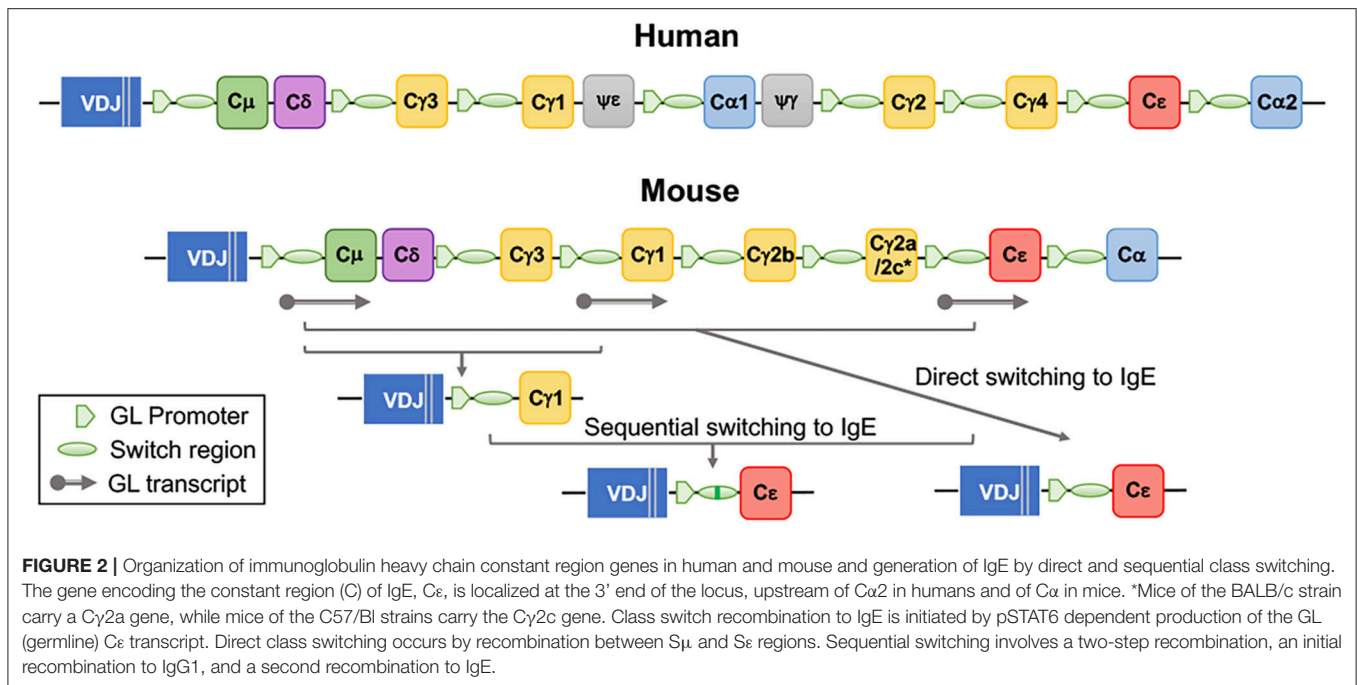 Human
VDJ Cμ Cδ Cγ3 Cγ1 ψε Cα1 ψγ Cγ2 Cγ4 Cε Cα2
Mouse
VDJ Cμ Cδ Cγ3 Cγ1 Cγ2b Cγ2a/2c* Cε Cα
Direct switching to IgE
VDJ Cγ1
GL Promoter
Switch region
GL transcript
Sequential switching to IgE
VDJ Cε
VDJ Cε
FIGURE 2 | Organization of immunoglobulin heavy chain constant region genes in human and mouse and generation of IgE by direct and sequential class switching.
The gene encoding the constant region (C) of IgE, Cε, is localized at the 3' end of the locus, upstream of Cα2 in humans and of Cα in mice. *Mice of the BALB/c strain
carry a Cγ2a gene, while mice of the C57/Bl strains carry the Cγ2c gene. Class switch recombination to IgE is initiated by pSTAT6 dependent production of the GL
(germline) Cε transcript. Direct class switching occurs by recombination between Sμ and Sε regions. Sequential switching involves a two-step recombination, an initial
recombination to IgG1, and a second recombination to IgE.